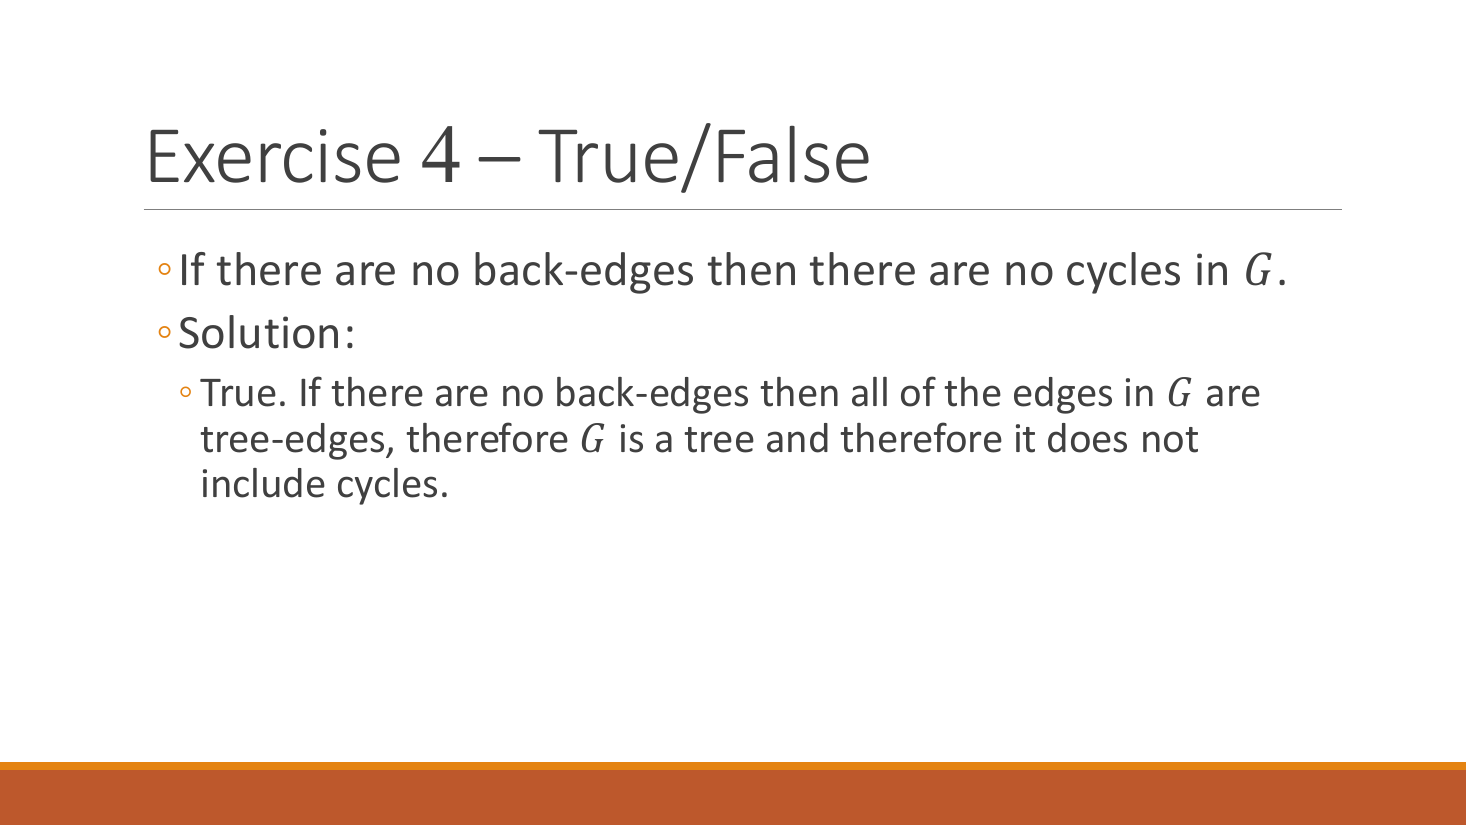 Exercise 4 – True/False
◦If there are no back-edges then there are no cycles in 𝐺.
◦Solution:
◦True. If there are no back-edges then all of the edges in 𝐺 are
tree-edges, therefore 𝐺 is a tree and therefore it does not
include cycles.